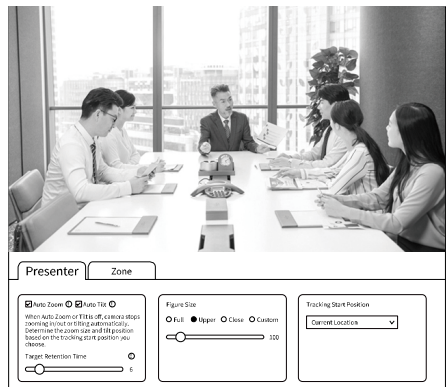 Presenter
Zone
Auto Zoom Auto Tilt
When Auto Zoom or Tilt is off, camera stops
zooming in/out or tilting automatically.
Determine the zoom size and tilt position
based on the tracking start position you
choose.
Target Retention Time
6
Figure Size
Full Upper Close Custom
100
Tracking Start Position
Current Location